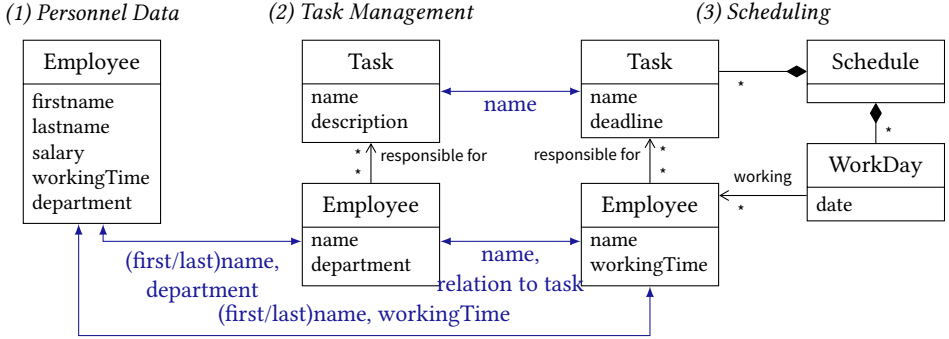 (1) Personnel Data
(2) Task Management
(3) Scheduling
Employee
firstname
lastname
salary
workingTime
department
Task
name
description
name
Task
name
deadline
*
Schedule
*
*
responsible for
*
responsible for
*
*
*
Employee
name
department
Employee
name
workingTime
working
*
WorkDay
date
(first/last)name,
department
name,
relation to task
(first/last)name, workingTime